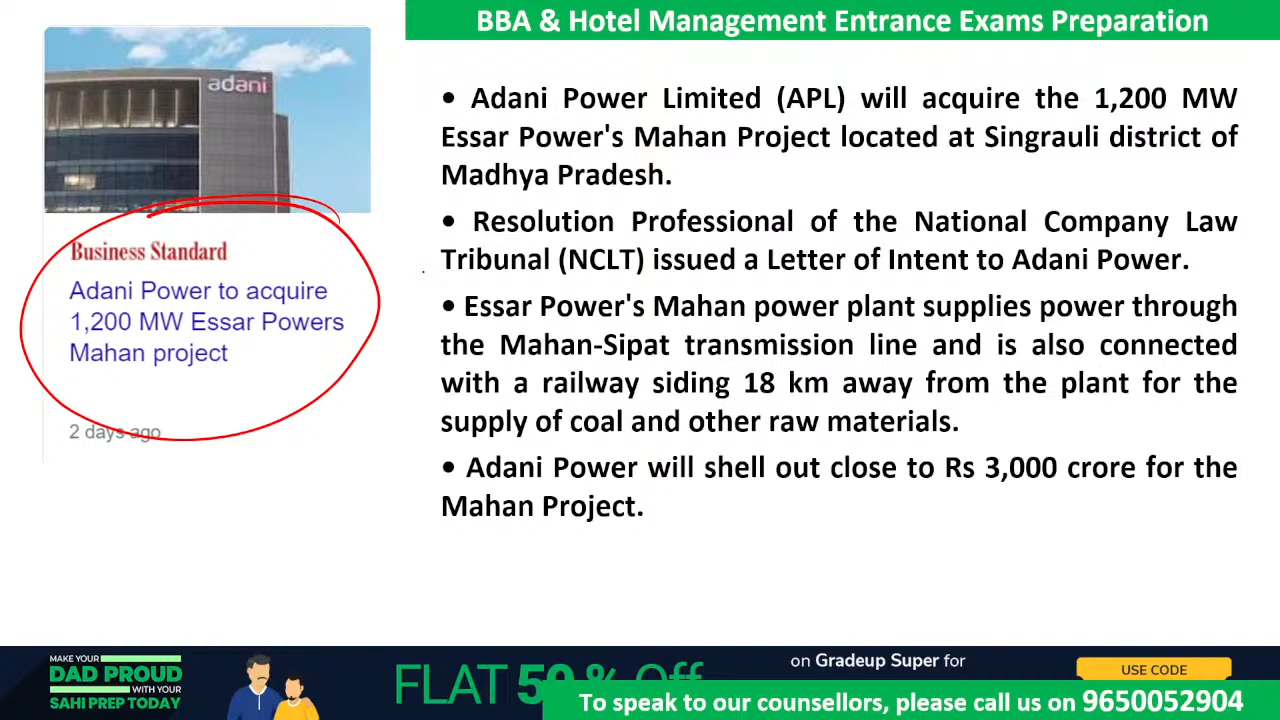 BBA & Hotel Management Entrance Exams Preparation
adani
Business Standard
Adani Power to acquire
1,200 MW Essar Powers
Mahan project
2 days ago
• Adani Power Limited (APL) will acquire the 1,200 MW
Essar Power's Mahan Project located at Singrauli district of
Madhya Pradesh.
• Resolution Professional of the National Company Law
Tribunal (NCLT) issued a Letter of Intent to Adani Power.
• Essar Power's Mahan power plant supplies power through
the Mahan-Sipat transmission line and is also connected
with a railway siding 18 km away from the plant for the
supply of coal and other raw materials.
• Adani Power will shell out close to Rs 3,000 crore for the
Mahan Project.
MAKE YOUR
DAD PROUD
WITH YOUR
SAHI PREP TODAY
FLAT 50% Off
on Gradeup Super for
USE CODE
To speak to our counsellors, please call us on 9650052904